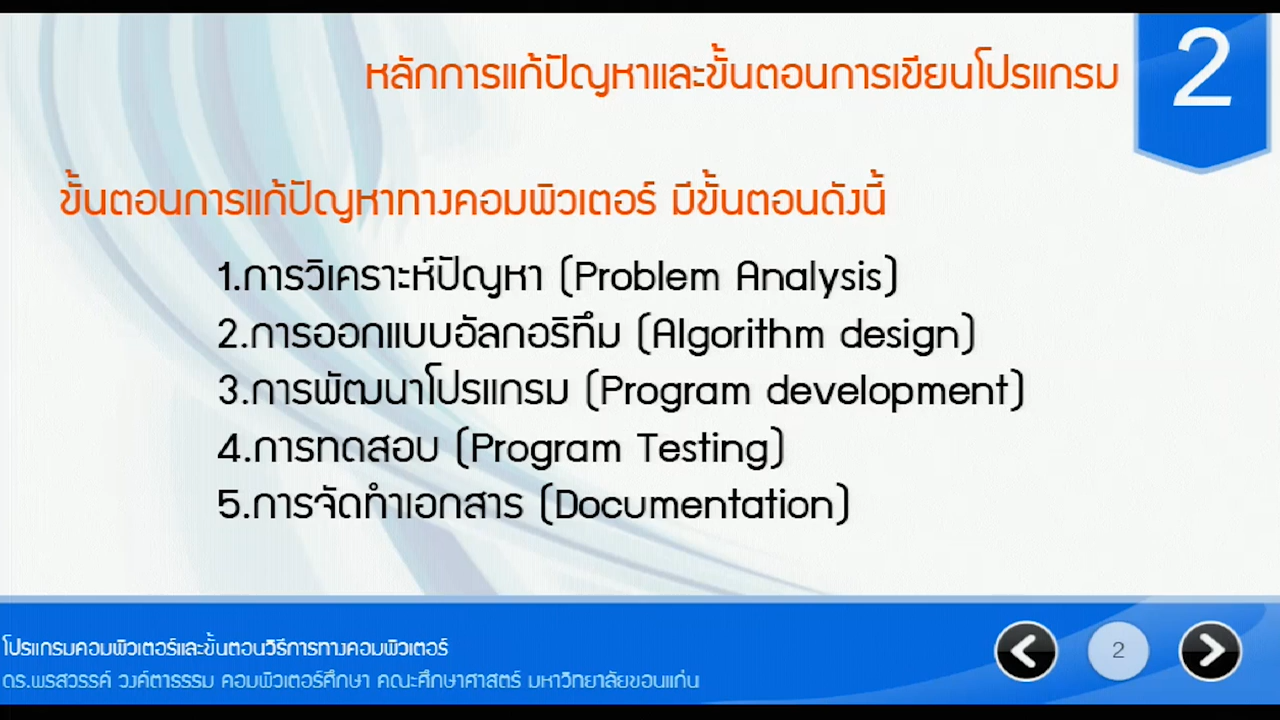 หลักการแก้ปัญหาและขั้นตอนการเขียนโปรแกรม
2
ขั้นตอนการแก้ปัญหาทางคอมพิวเตอร์ มีขั้นตอนดังนี้
1.การวิเคราะห์ปัญหา (Problem Analysis)
2.การออกแบบอัลกอริทึม (Algorithm design)
3.การพัฒนาโปรแกรม (Program development)
4.การทดสอบ (Program Testing)
5.การจัดทำเอกสาร (Documentation)
โปรแกรมคอมพิวเตอร์และขั้นตอนวิธีการทางคอมพิวเตอร์
ดร.พรสวรรค์ วงค์ตาธรรม คอมพิวเตอร์ศึกษา คณะศึกษาศาสตร์ มหาวิทยาลัยขอนแก่น
2